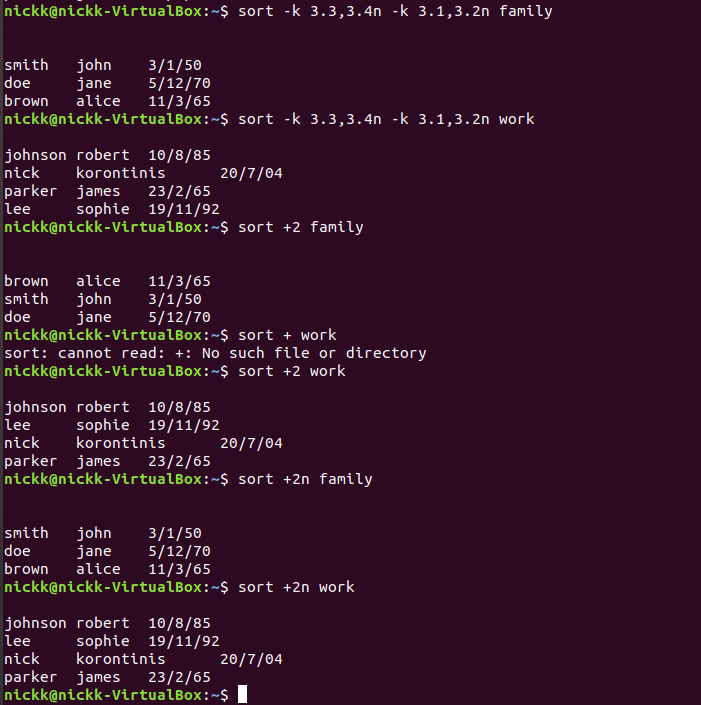 nickk@nickk-VirtualBox:~$ sort -k 3.3,3.4n -k 3.1,3.2n family
smith   john    3/1/50
doe     jane    5/12/70
brown   alice   11/3/65
nickk@nickk-VirtualBox:~$ sort -k 3.3,3.4n -k 3.1,3.2n work
johnson robert  10/8/85
nick    korontinis      20/7/04
parker  james   23/2/65
lee     sophie  19/11/92
nickk@nickk-VirtualBox:~$ sort +2 family
brown   alice   11/3/65
smith   john    3/1/50
doe     jane    5/12/70
nickk@nickk-VirtualBox:~$ sort + work
sort: cannot read: +: No such file or directory
nickk@nickk-VirtualBox:~$ sort +2 work
johnson robert  10/8/85
lee     sophie  19/11/92
nick    korontinis      20/7/04
parker  james   23/2/65
nickk@nickk-VirtualBox:~$ sort +2n family
smith   john    3/1/50
doe     jane    5/12/70
brown   alice   11/3/65
nickk@nickk-VirtualBox:~$ sort +2n work
johnson robert  10/8/85
lee     sophie  19/11/92
nick    korontinis      20/7/04
parker  james   23/2/65
nickk@nickk-VirtualBox:~$